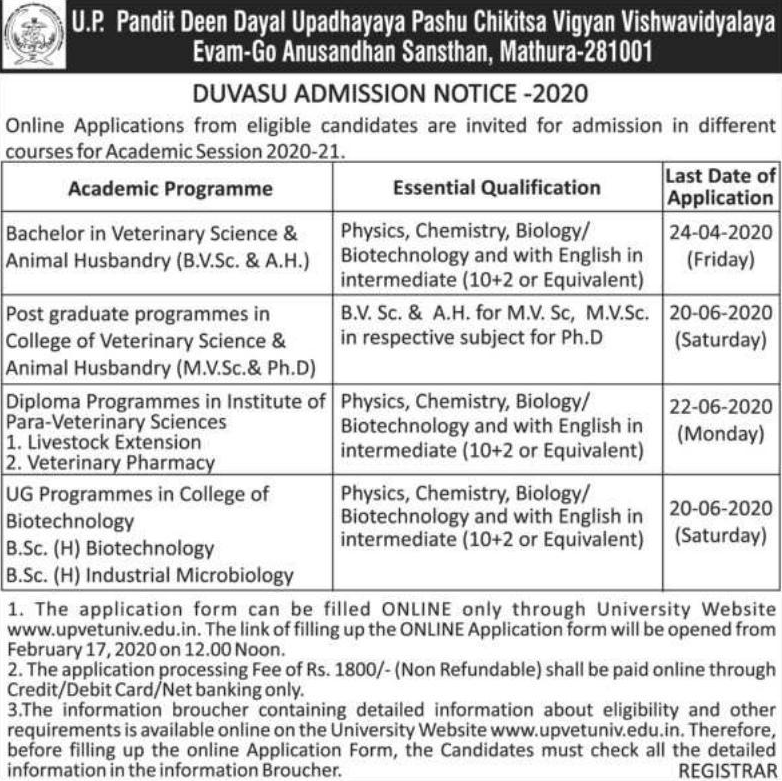 U.P. Pandit Deen Dayal Upadhayaya Pashu Chikitsa Vigyan Vishwavidyalaya
Evam-Go Anusandhan Sansthan, Mathura-281001
DUVASU ADMISSION NOTICE -2020
Online Applications from eligible candidates are invited for admission in different
courses for Academic Session 2020-21.
Academic Programme
Essential Qualification
Last Date of
Application
Bachelor in Veterinary Science &
Animal Husbandry (B.V.Sc. & A.H.)
Physics, Chemistry, Biology/
Biotechnology and with English in
intermediate (10+2 or Equivalent)
24-04-2020
(Friday)
Post graduate programmes in
College of Veterinary Science &
Animal Husbandry (M.V.Sc.& Ph.D)
B.V. Sc. & A.H. for M.V. Sc, M.V.Sc.
in respective subject for Ph.D
20-06-2020
(Saturday)
Diploma Programmes in Institute of
Para-Veterinary Sciences
1. Livestock Extension
2. Veterinary Pharmacy
Physics, Chemistry, Biology/
Biotechnology and with English in
intermediate (10+2 or Equivalent)
22-06-2020
(Monday)
UG Programmes in College of
Biotechnology
B.Sc. (H) Biotechnology
B.Sc. (H) Industrial Microbiology
Physics, Chemistry, Biology/
Biotechnology and with English in
intermediate (10+2 or Equivalent)
20-06-2020
(Saturday)
1. The application form can be filled ONLINE only through University Website
www.upvetuniv.edu.in. The link of filling up the ONLINE Application form will be opened from
February 17, 2020 on 12.00 Noon.
2. The application processing Fee of Rs. 1800/- (Non Refundable) shall be paid online through
Credit/Debit Card/Net banking only.
3.The information broucher containing detailed information about eligibility and other
requirements is available online on the University Website www.upvetuniv.edu.in. Therefore,
before filling up the online Application Form, the Candidates must check all the detailed
information in the information Broucher. REGISTRAR